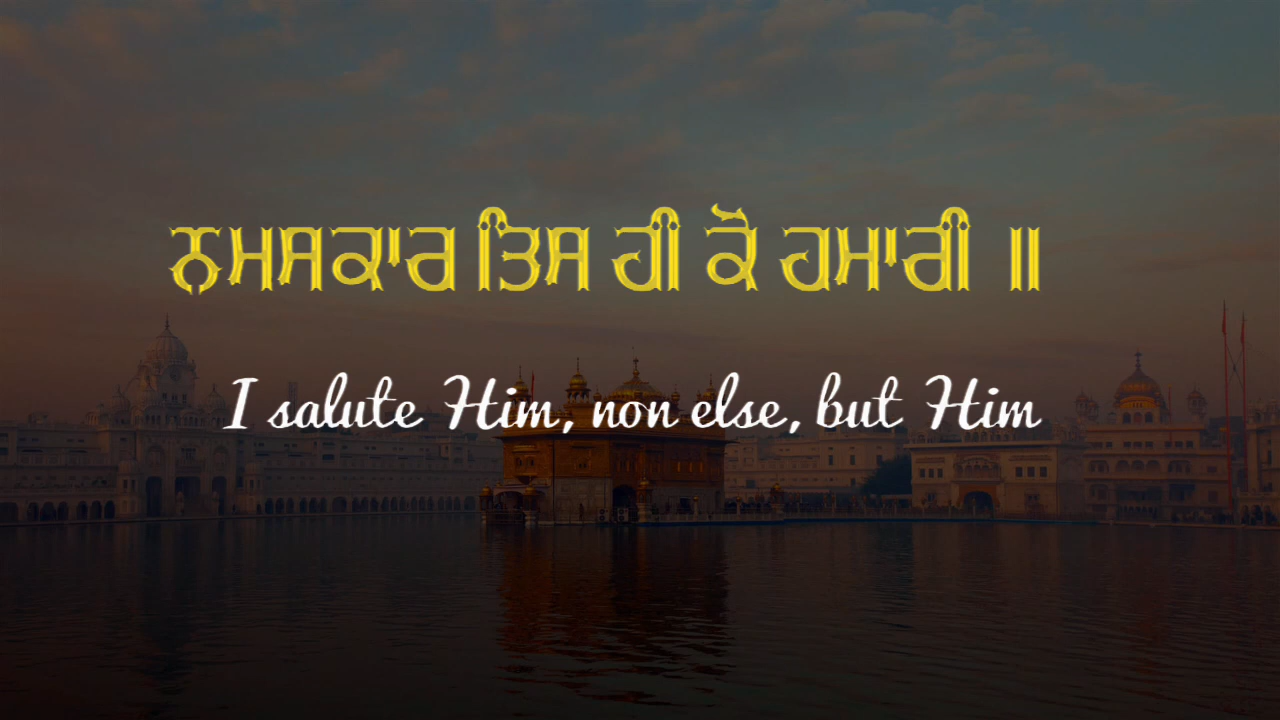 ਨਮਸਕਾਰ ਤਿਸ ਹੀ ਕੋ ਹਮਾਰੀ ॥
I salute Him, non else, but Him